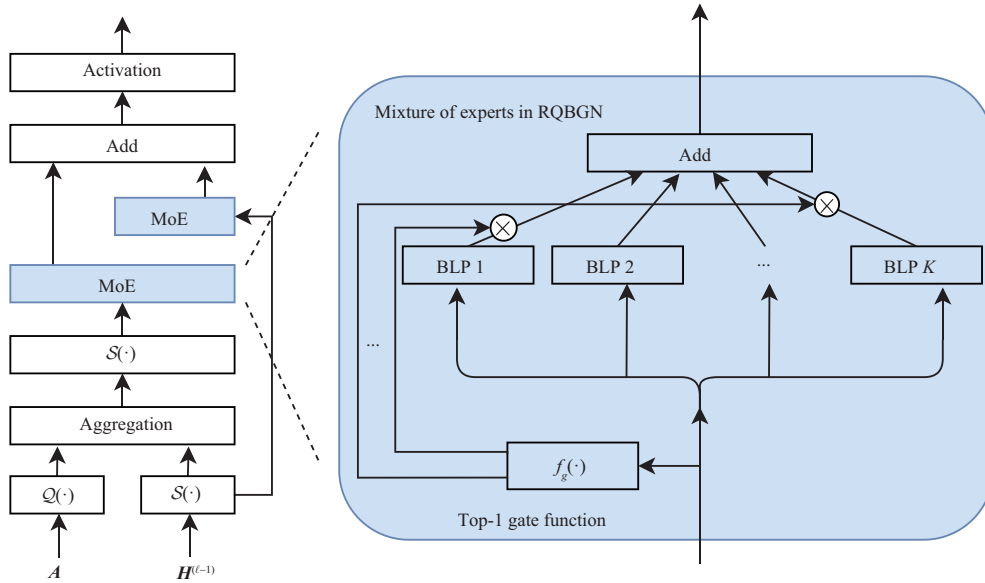 Activation
Add
MoE
MoE
𝒮(·)
Aggregation
𝒬(·)
𝒮(·)
A
H^(ℓ−1)
Mixture of experts in RQBGN
Add
BLP 1
BLP 2
...
BLP K
...
f_g(·)
Top-1 gate function